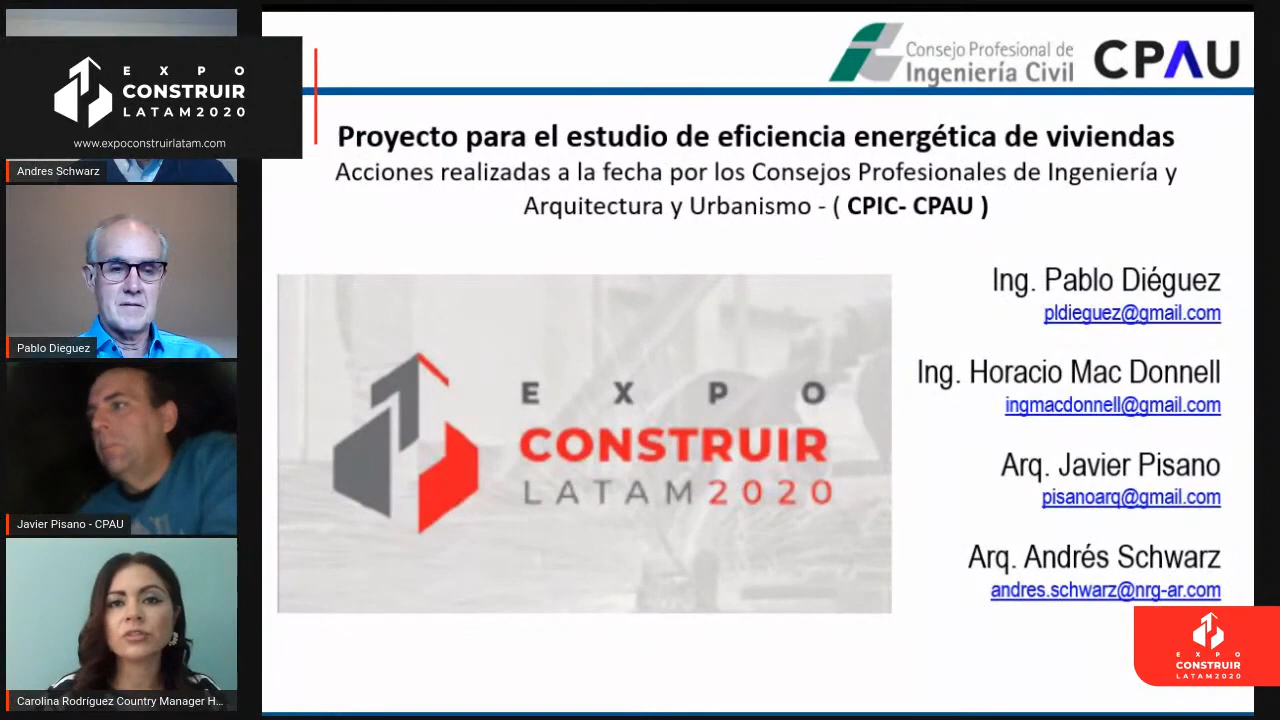 E X P O
CONSTRUIR
LATAM2020
www.expoconstruirlatam.com
Andres Schwarz
Pablo Dieguez
Javier Pisano - CPAU
Carolina Rodríguez Country Manager H...
Consejo Profesional de
Ingeniería Civil
CPAU
Proyecto para el estudio de eficiencia energética de viviendas
Acciones realizadas a la fecha por los Consejos Profesionales de Ingeniería y
Arquitectura y Urbanismo - ( CPIC- CPAU )
E X P O
CONSTRUIR
LATAM2020
Ing. Pablo Diéguez
pldieguez@gmail.com
Ing. Horacio Mac Donnell
ingmacdonnell@gmail.com
Arq. Javier Pisano
pisanoarq@gmail.com
Arq. Andrés Schwarz
andres.schwarz@nrg-ar.com
E X P O
CONSTRUIR
LATAM2020